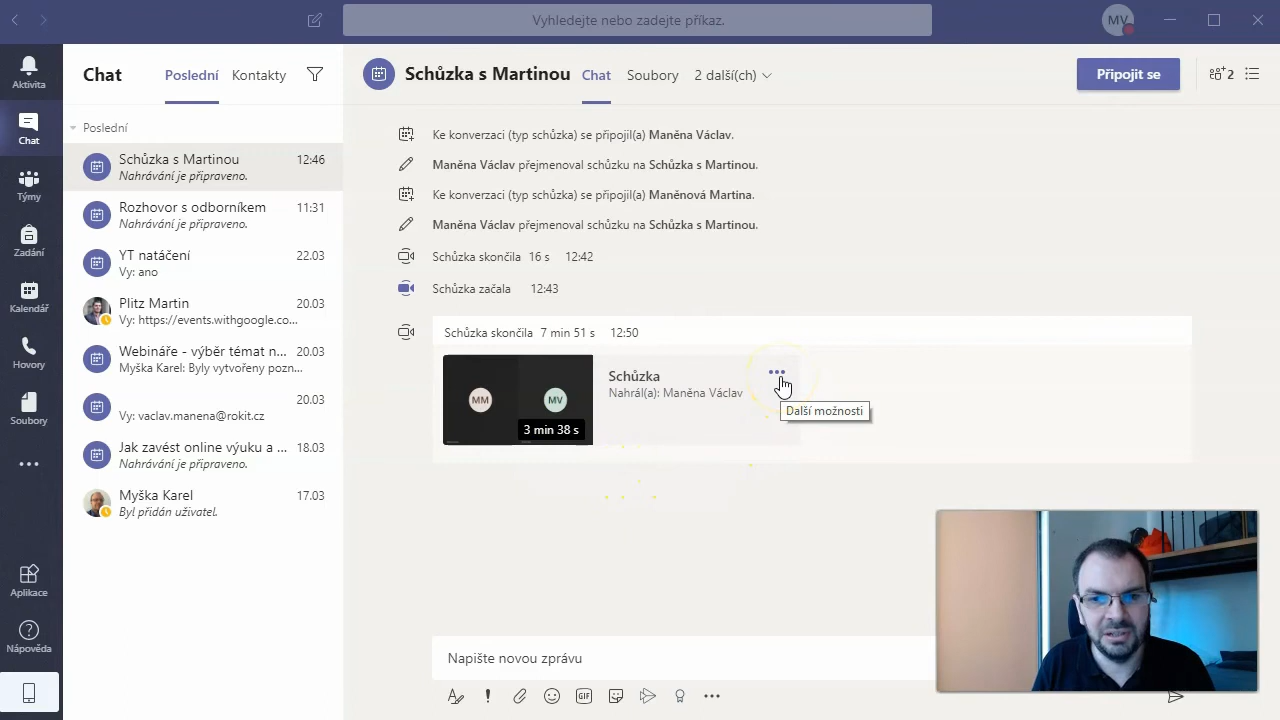 Vyhledejte nebo zadejte příkaz.
MV
Aktivita
Chat
Týmy
Zadání
Kalendář
Hovory
Soubory
Aplikace
Nápověda
Chat
Poslední
Kontakty
Poslední
Schůzka s Martinou 12:46
Nahrávání je připraveno.
Rozhovor s odborníkem 11:31
Nahrávání je připraveno.
YT natáčení 22.03
Vy: ano
Plitz Martin 20.03
Vy: https://events.withgoogle.co...
Webináře - výběr témat n... 20.03
Myška Karel: Byly vytvořeny pozn...
20.03
Vy: vaclav.manena@rokit.cz
Jak zavést online výuku a ... 18.03
Nahrávání je připraveno.
Myška Karel 17.03
Byl přidán uživatel.
Schůzka s Martinou Chat Soubory 2 další(ch)
Připojit se
2
Ke konverzaci (typ schůzka) se připojil(a) Maněna Václav.
Maněna Václav přejmenoval schůzku na Schůzka s Martinou.
Ke konverzaci (typ schůzka) se připojil(a) Maněnová Martina.
Maněna Václav přejmenoval schůzku na Schůzka s Martinou.
Schůzka skončila 16 s 12:42
Schůzka začala 12:43
Schůzka skončila 7 min 51 s 12:50
MM
MV
3 min 38 s
Schůzka
Nahrál(a): Maněna Václav
Další možnosti
Napište novou zprávu
GIF